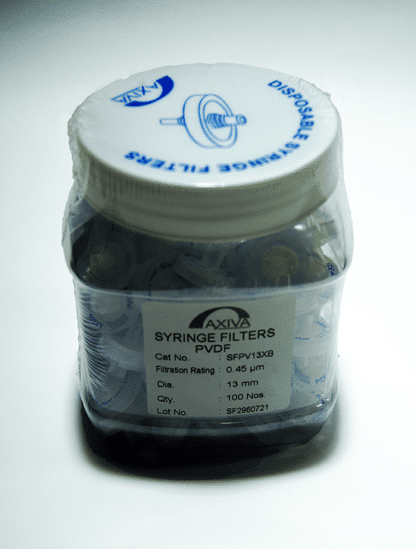 AXIVA
DISPOSABLE SYRINGE FILTERS
AXIVA
SYRINGE FILTERS
PVDF
Cat No. : SFPV13XB
Filtration Rating : 0.45 µm
Dia. : 13 mm
Qty. : 100 Nos.
Lot No. : SF2960721